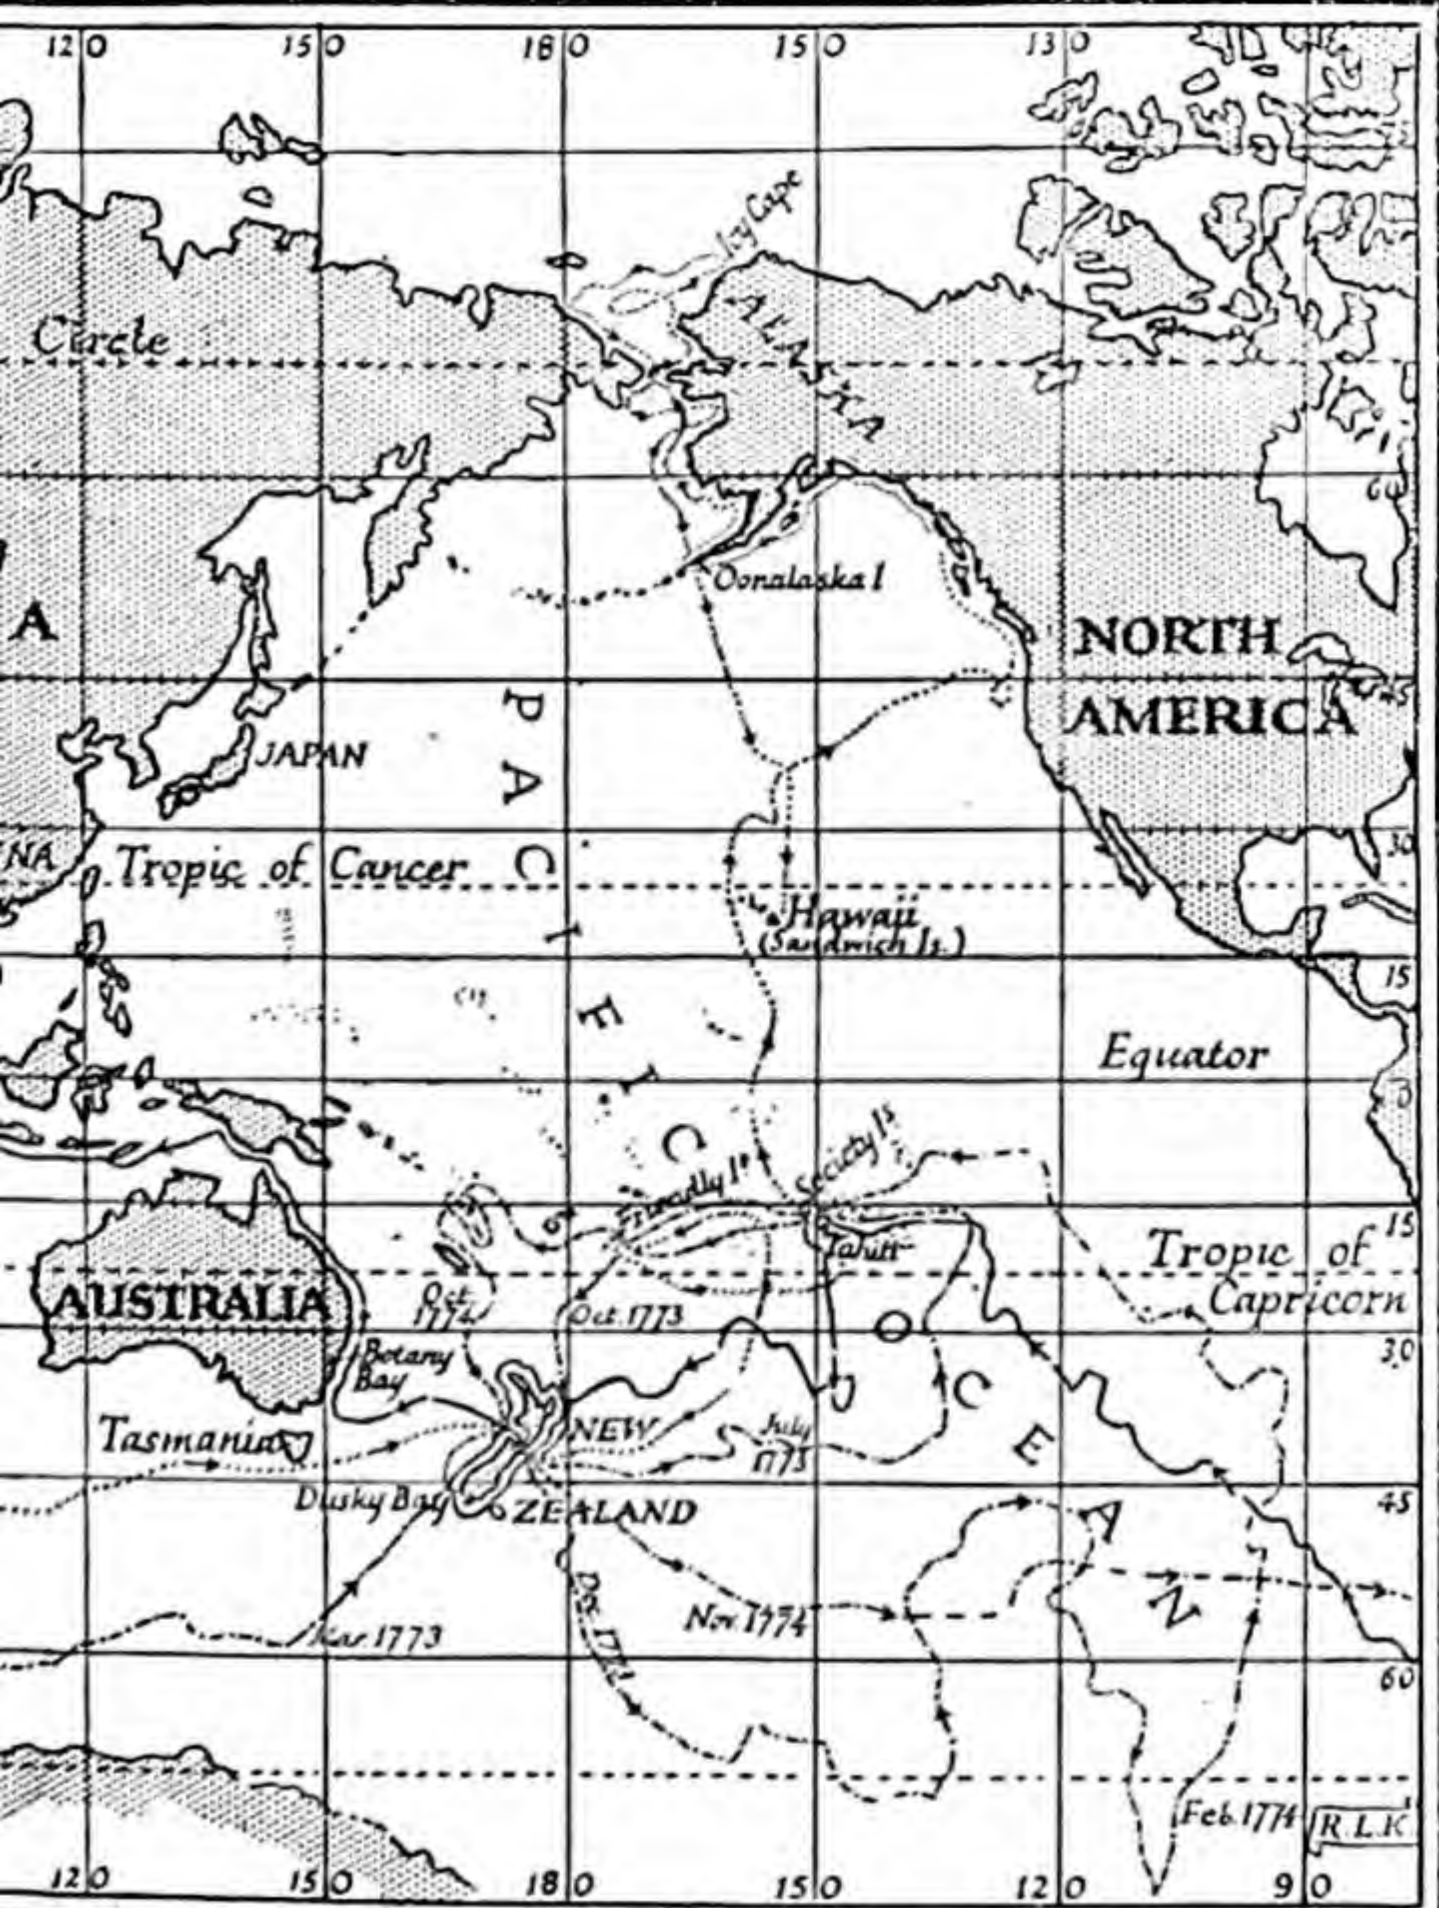 120 150 180 150 130
Icy Cape
ALASKA
Circle
60
Oonalaska I
A
NORTH
AMERICA
45
PACIFIC
JAPAN
NA
Tropic of Cancer
30
Hawaii
(Sandwich Is.)
15
Equator
0
Society Is
Friendly Is
15
Tahiti
Tropic of
Capricorn
AUSTRALIA
Oct
1774
Oct. 1773
OCEAN
Botany
Bay
30
NEW
Tasmania
July
1773
Dusky Bay
ZEALAND
45
Dec. 1773
Nov. 1774
Mar. 1773
60
Feb. 1774
R.L.K
120 150 180 150 120 90